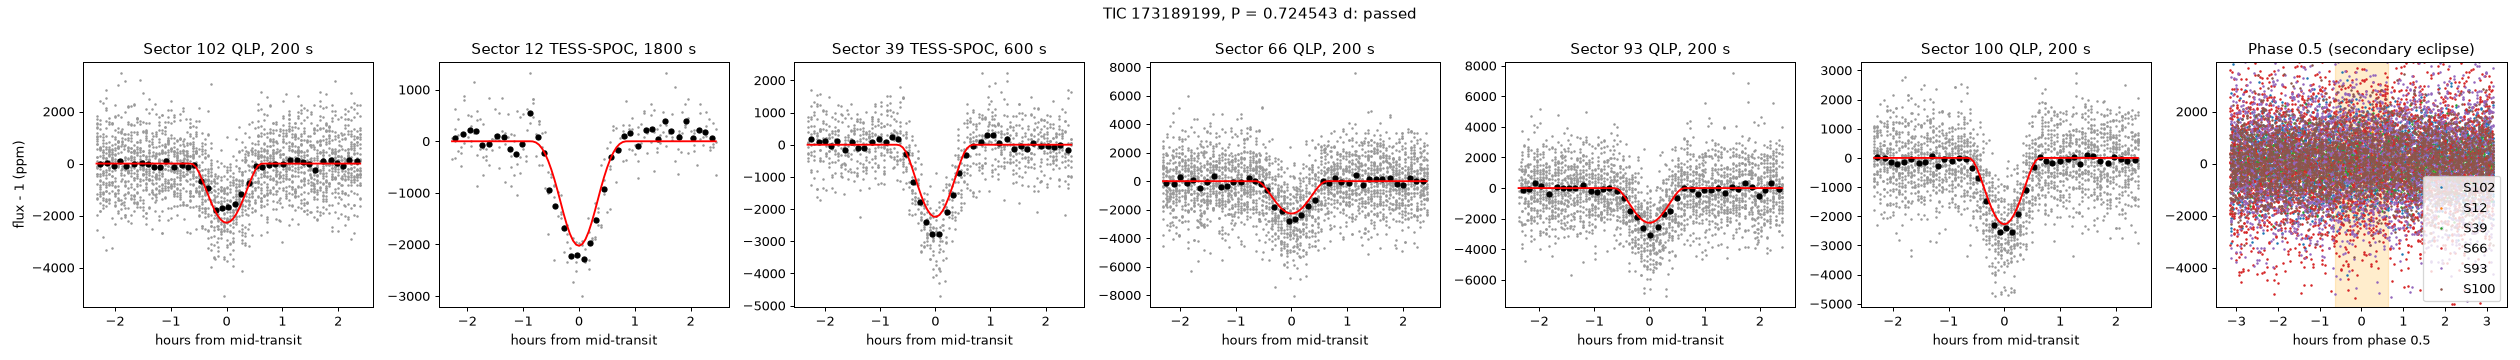 TIC 173189199, P = 0.724543 d: passed
Sector 102 QLP, 200 s
Sector 12 TESS-SPOC, 1800 s
Sector 39 TESS-SPOC, 600 s
Sector 66 QLP, 200 s
Sector 93 QLP, 200 s
Sector 100 QLP, 200 s
Phase 0.5 (secondary eclipse)
flux - 1 (ppm)
2000
0
−2000
−4000
1000
0
−1000
−2000
−3000
2000
1000
0
−1000
−2000
−3000
−4000
−5000
8000
6000
4000
2000
0
−2000
−4000
−6000
−8000
8000
6000
4000
2000
0
−2000
−4000
−6000
3000
2000
1000
0
−1000
−2000
−3000
−4000
−5000
2000
0
−2000
−4000
S102
S12
S39
S66
S93
S100
−2 −1 0 1 2
−2 −1 0 1 2
−2 −1 0 1 2
−2 −1 0 1 2
−2 −1 0 1 2
−2 −1 0 1 2
−3 −2 −1 0 1 2 3
hours from mid-transit
hours from mid-transit
hours from mid-transit
hours from mid-transit
hours from mid-transit
hours from mid-transit
hours from phase 0.5